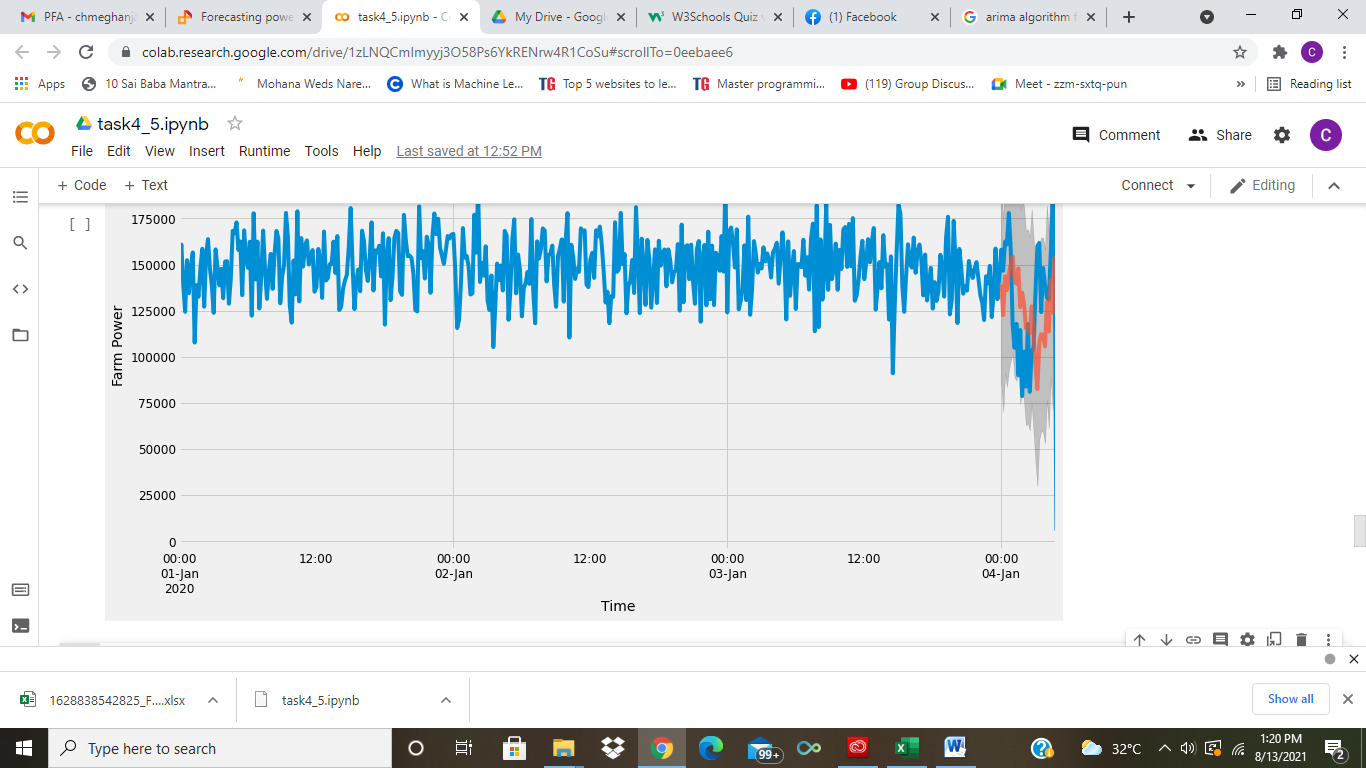 PFA - chmeghanja
Forecasting powe
task4_5.ipynb - C
My Drive - Googl
W3Schools Quiz
(1) Facebook
arima algorithm f
colab.research.google.com/drive/1zLNQCmImyyj3O58Ps6YkRENrw4R1CoSu#scrollTo=0eebaee6
C
Apps
10 Sai Baba Mantra...
Mohana Weds Nare...
What is Machine Le...
Top 5 websites to le...
Master programmi...
(119) Group Discus...
Meet - zzm-sxtq-pun
»
Reading list
task4_5.ipynb
Comment
Share
C
File Edit View Insert Runtime Tools Help Last saved at 12:52 PM
+ Code + Text
Connect
Editing
[ ]
175000
150000
125000
100000
75000
50000
25000
0
Farm Power
00:00
01-Jan
2020
12:00
00:00
02-Jan
12:00
00:00
03-Jan
12:00
00:00
04-Jan
Time
1628838542825_F....xlsx
task4_5.ipynb
Show all
Type here to search
99+
32°C
1:20 PM
8/13/2021
2